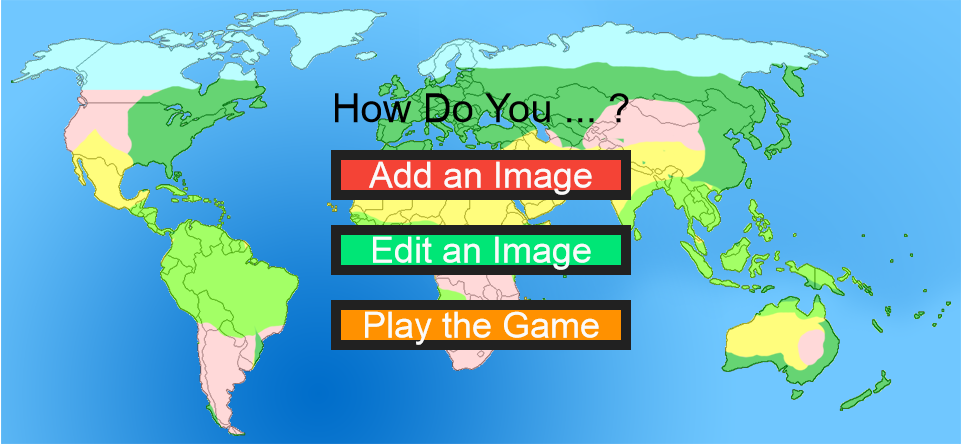 How Do You ... ?
Add an Image
Edit an Image
Play the Game